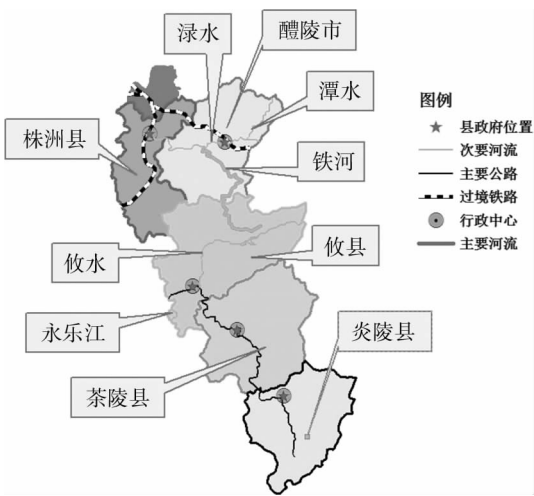 渌水
醴陵市
潭水
株洲县
铁河
攸水
攸县
永乐江
炎陵县
茶陵县
图例
县政府位置
次要河流
主要公路
过境铁路
行政中心
主要河流